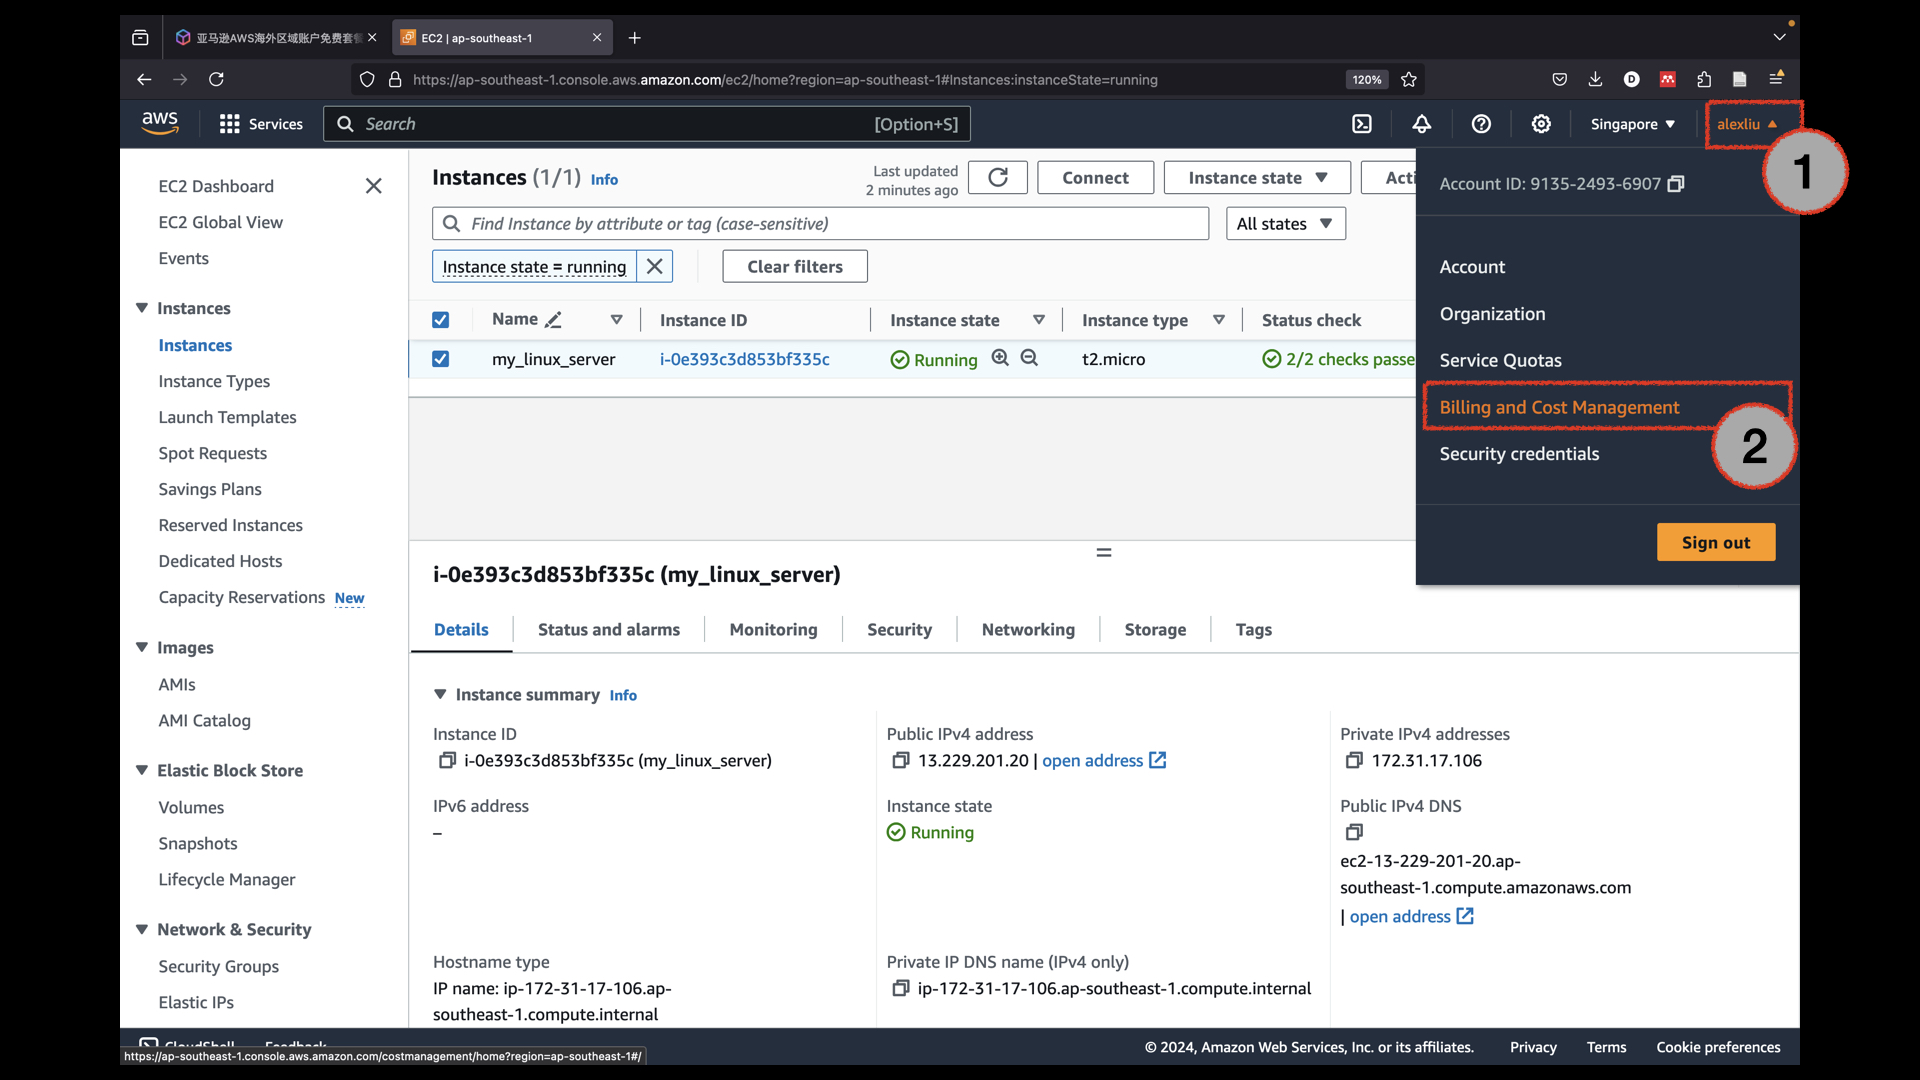 亚马逊AWS海外区域账户免费套餐
EC2 | ap-southeast-1
https://ap-southeast-1.console.aws.amazon.com/ec2/home?region=ap-southeast-1#Instances:instanceState=running
120%
aws
Services
Search
[Option+S]
Singapore
alexliu
1
EC2 Dashboard
EC2 Global View
Events
Instances
Instances
Instance Types
Launch Templates
Spot Requests
Savings Plans
Reserved Instances
Dedicated Hosts
Capacity Reservations New
Images
AMIs
AMI Catalog
Elastic Block Store
Volumes
Snapshots
Lifecycle Manager
Network & Security
Security Groups
Elastic IPs
Instances (1/1) Info
Last updated
2 minutes ago
Connect
Instance state
Acti
Find Instance by attribute or tag (case-sensitive)
All states
Instance state = running
Clear filters
Name
Instance ID
Instance state
Instance type
Status check
my_linux_server
i-0e393c3d853bf335c
Running
t2.micro
2/2 checks passe
Account ID: 9135-2493-6907
Account
Organization
Service Quotas
Billing and Cost Management
2
Security credentials
Sign out
i-0e393c3d853bf335c (my_linux_server)
Details
Status and alarms
Monitoring
Security
Networking
Storage
Tags
Instance summary Info
Instance ID
i-0e393c3d853bf335c (my_linux_server)
Public IPv4 address
13.229.201.20 | open address
Private IPv4 addresses
172.31.17.106
IPv6 address
–
Instance state
Running
Public IPv4 DNS
ec2-13-229-201-20.ap-
southeast-1.compute.amazonaws.com
| open address
Hostname type
IP name: ip-172-31-17-106.ap-
southeast-1.compute.internal
Private IP DNS name (IPv4 only)
ip-172-31-17-106.ap-southeast-1.compute.internal
CloudShell
Feedback
https://ap-southeast-1.console.aws.amazon.com/costmanagement/home?region=ap-southeast-1#/
© 2024, Amazon Web Services, Inc. or its affiliates.
Privacy
Terms
Cookie preferences